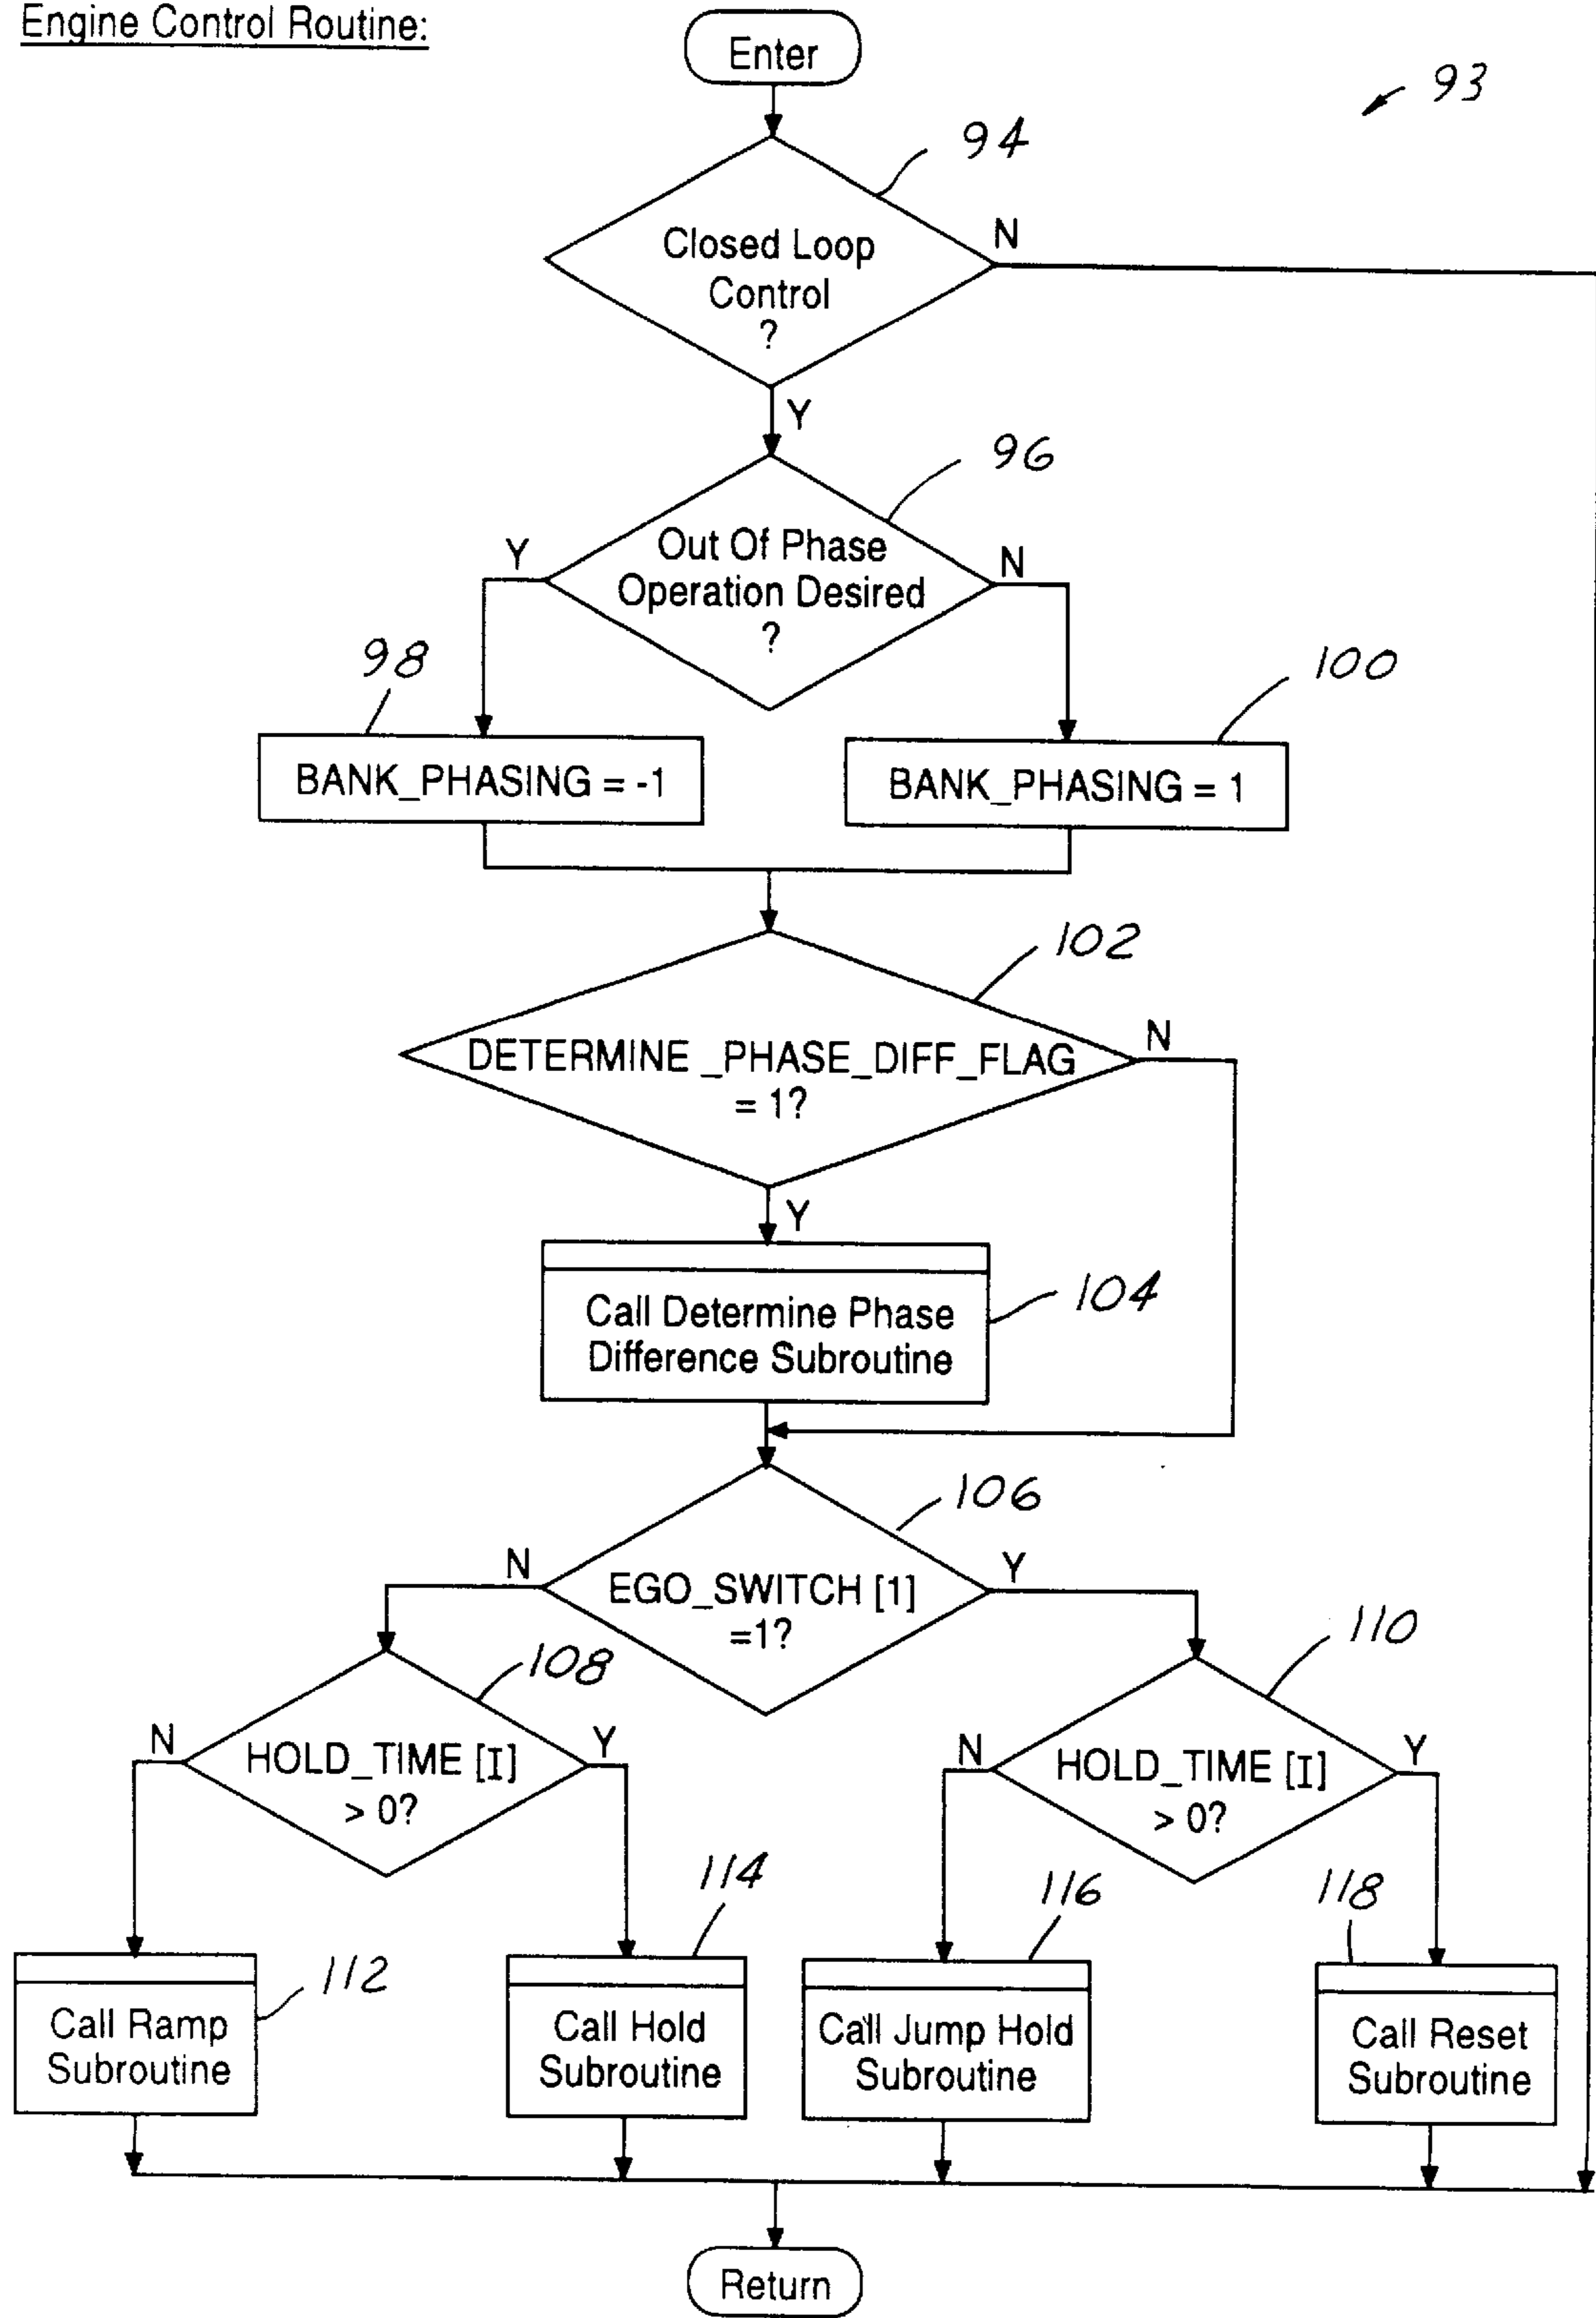 Engine Control Routine:
Enter
93
94
Closed Loop
Control
?
N
Y
96
Out Of Phase
Operation Desired
?
Y
N
98
100
BANK_PHASING = -1
BANK_PHASING = 1
102
DETERMINE _PHASE_DIFF_FLAG
= 1?
N
Y
104
Call Determine Phase
Difference Subroutine
106
EGO_SWITCH [1]
=1?
N
Y
108
110
HOLD_TIME [I]
> 0?
N
Y
HOLD_TIME [I]
> 0?
N
Y
112
114
116
118
Call Ramp
Subroutine
Call Hold
Subroutine
Call Jump Hold
Subroutine
Call Reset
Subroutine
Return